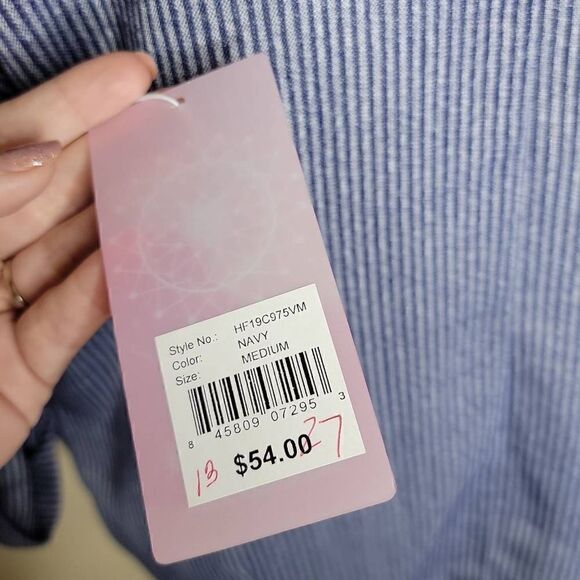 Style No.: HF19C975VM
Color: NAVY
Size: MEDIUM
8 45809 07295 3
13 $54.00 27